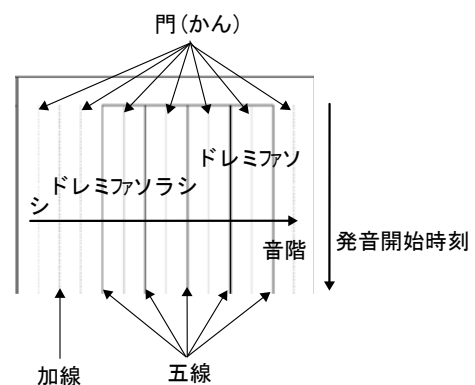 門(かん)
ドレミファソ
ドレミファソラシ
シ
音階
発音開始時刻
加線
五線